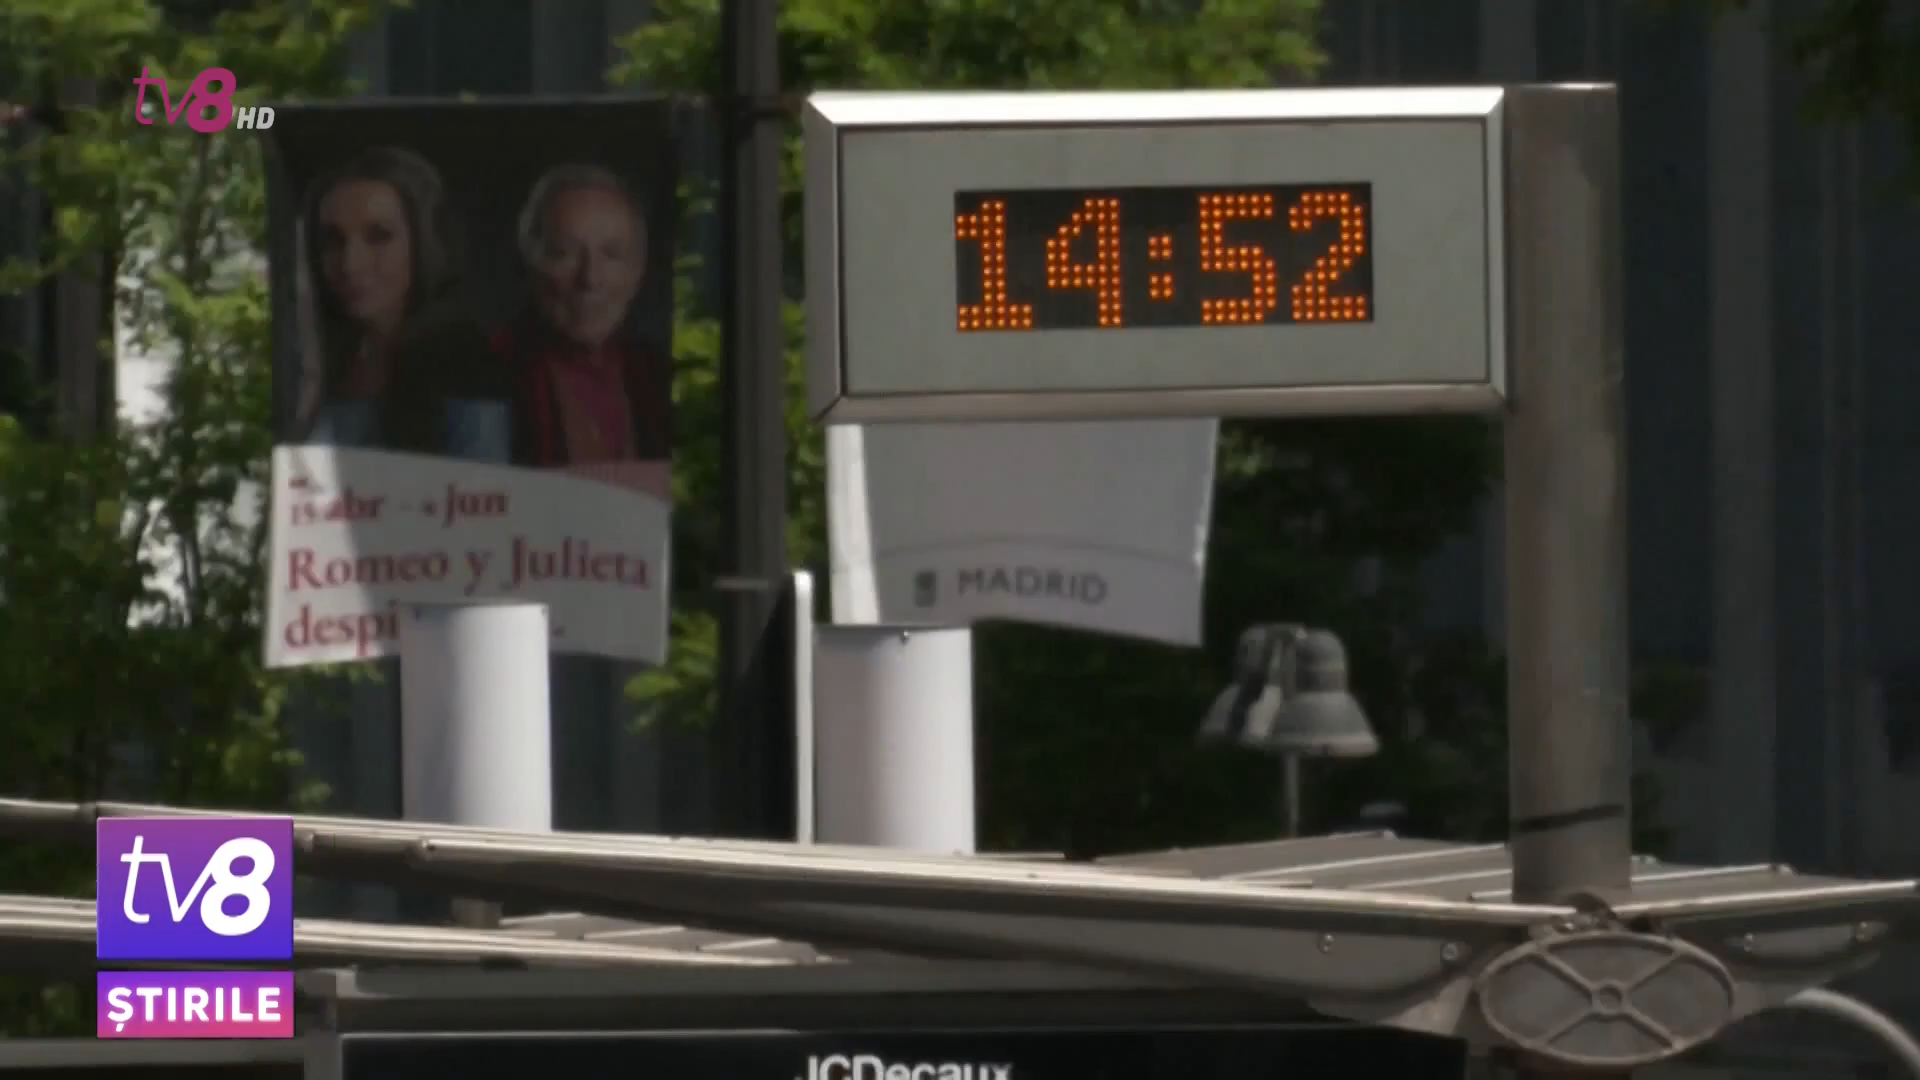 tv8 HD
14:52
abr - jun
Romeo y Julieta
MADRID
tv8
ȘTIRILE
JCDecaux